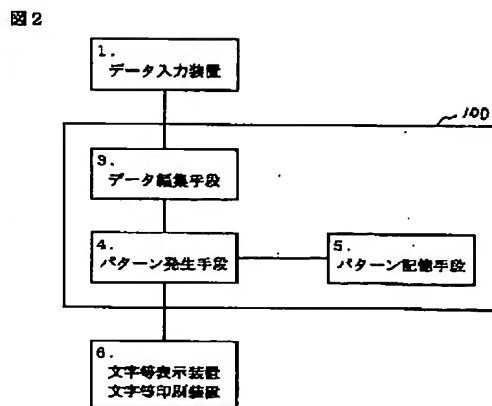 図2
1.
データ入力装置
100
3.
データ編集手段
4.
パターン発生手段
5.
パターン記憶手段
6.
文字等表示装置
文字等印刷装置